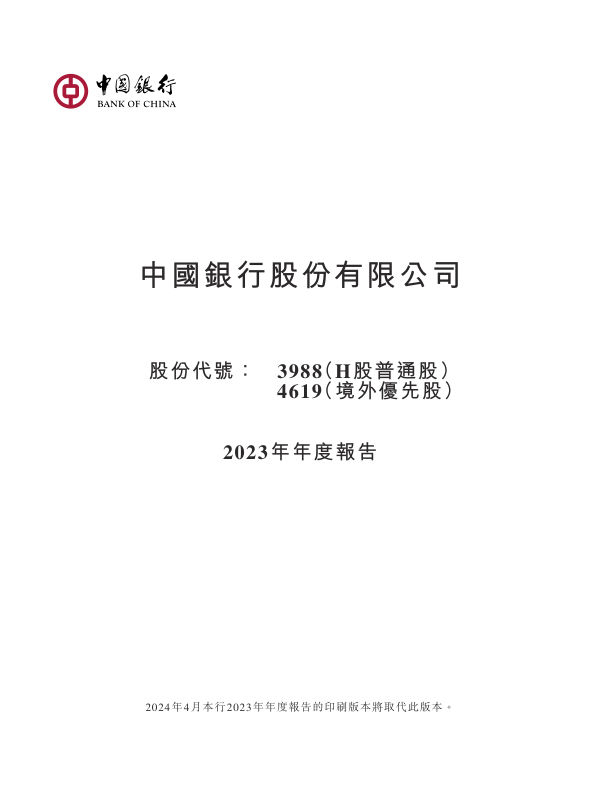 中國銀行
BANK OF CHINA
中國銀行股份有限公司
股份代號： 3988（H股普通股）
4619（境外優先股）
2023年年度報告
2024年4月本行2023年年度報告的印刷版本將取代此版本。